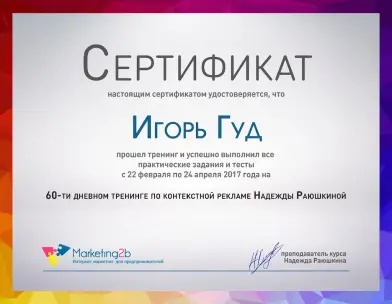 Сертификат
настоящим сертификатом удостоверяется, что
Игорь Гуд
прошел тренинг и успешно выполнил все
практические задания и тесты
с 22 февраля по 24 апреля 2017 года на
60-ти дневном тренинге по контекстной рекламе Надежды Раюшкиной
Marketing2b
Интернет маркетинг для предпринимателей
преподаватель курса
Надежда Раюшкина